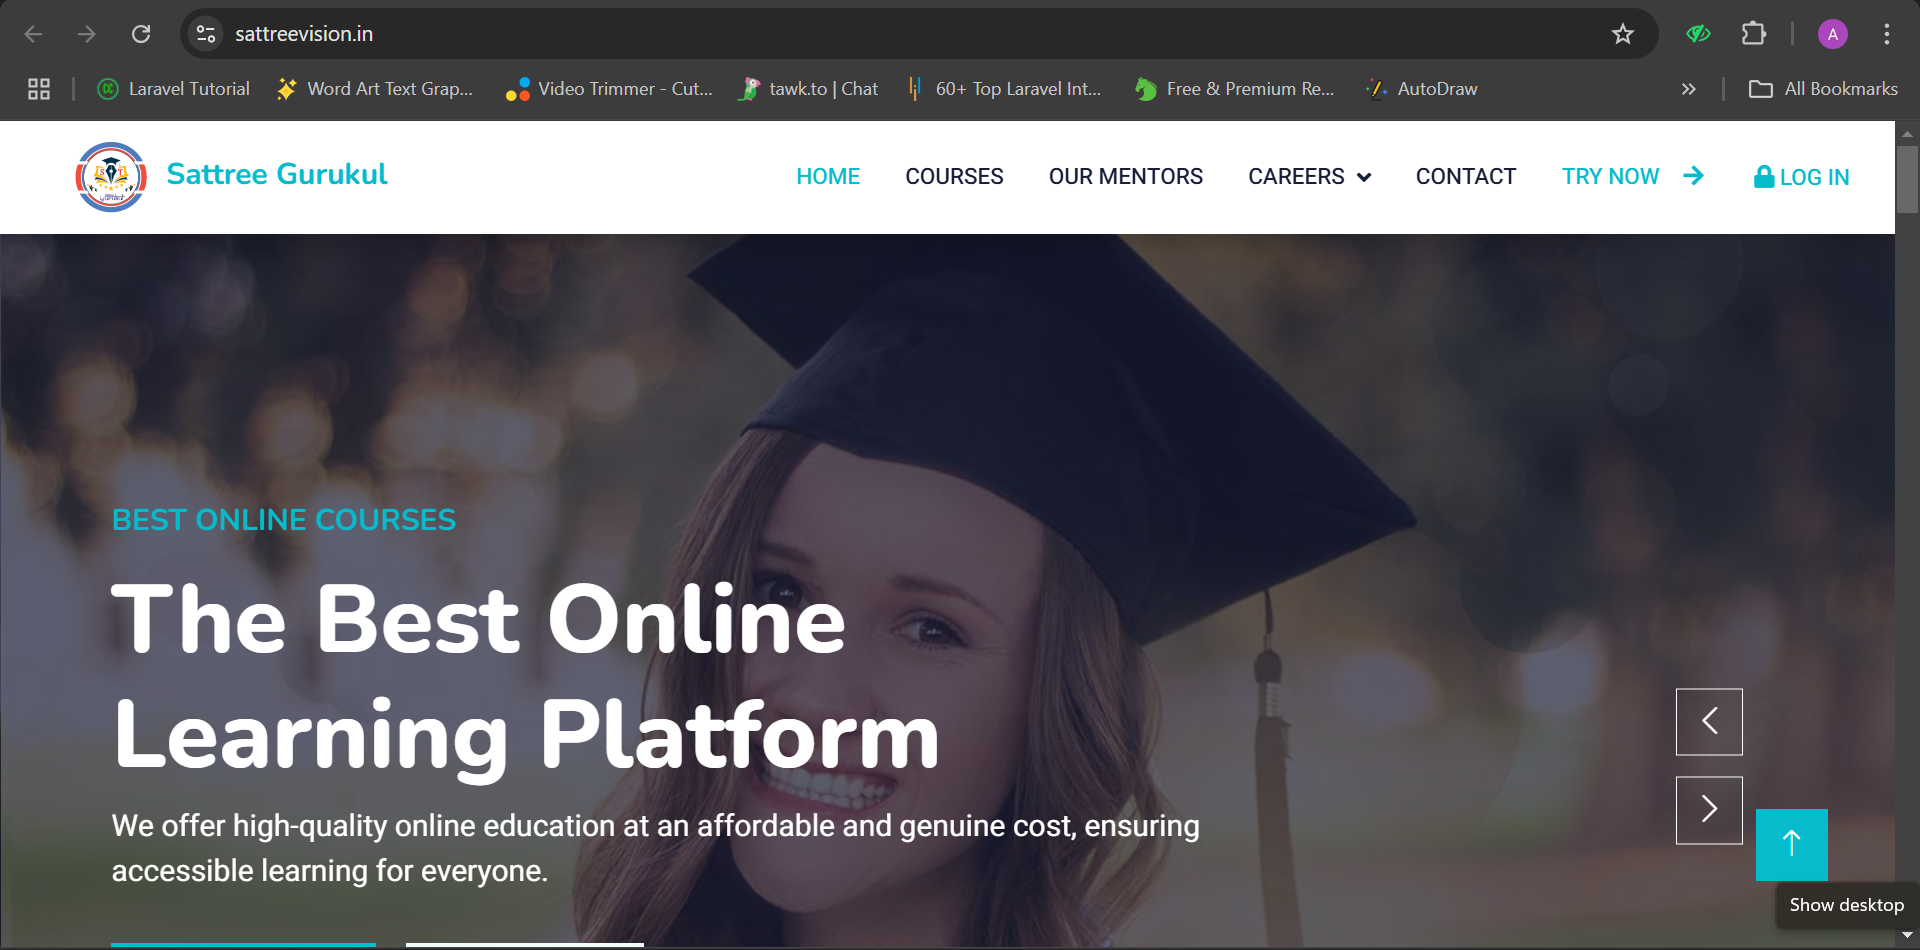 sattreevision.in
A
Laravel Tutorial
Word Art Text Grap...
Video Trimmer - Cut...
tawk.to | Chat
60+ Top Laravel Int...
Free & Premium Re...
AutoDraw
All Bookmarks
S T
Sattree Gurukul
HOME
COURSES
OUR MENTORS
CAREERS
CONTACT
TRY NOW
LOG IN
BEST ONLINE COURSES
The Best Online
Learning Platform
We offer high-quality online education at an affordable and genuine cost, ensuring
accessible learning for everyone.
Show desktop